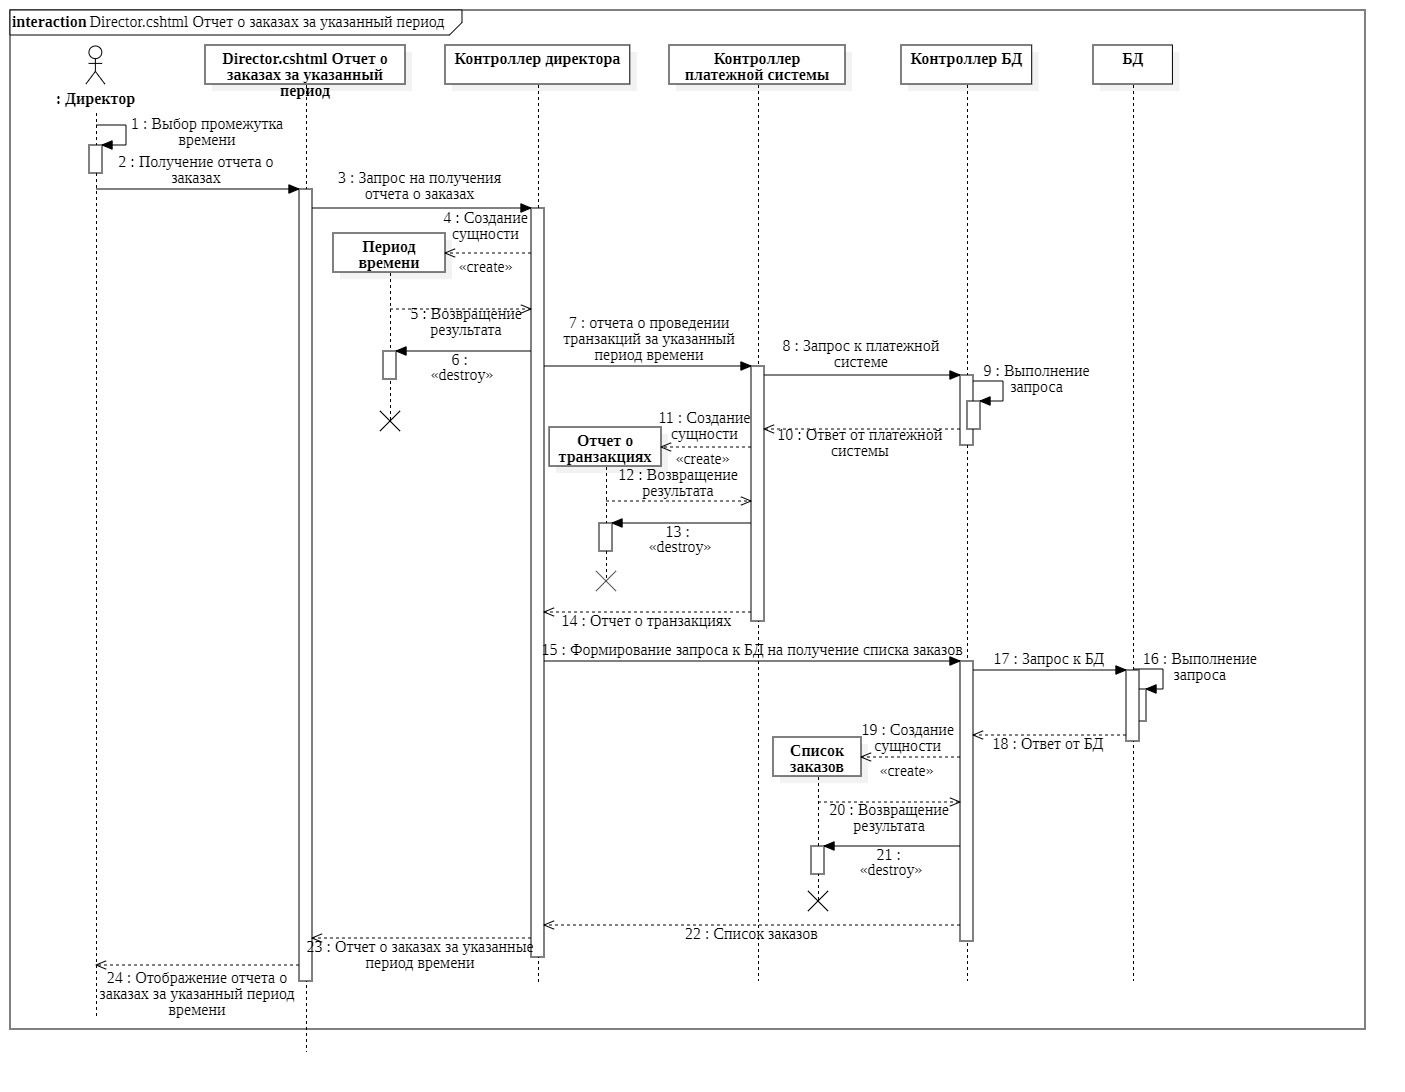 interaction Director.cshtml Отчет о заказах за указанный период
: Директор
Director.cshtml Отчет о
заказах за указанный
период
Контроллер директора
Контроллер
платежной системы
Контроллер БД
БД
1 : Выбор промежутка
времени
2 : Получение отчета о
заказах
3 : Запрос на получения
отчета о заказах
4 : Создание
сущности
«create»
Период
времени
5 : Возвращение
результата
6 :
«destroy»
7 : отчета о проведении
транзакций за указанный
период времени
8 : Запрос к платежной
системе
9 : Выполнение
запроса
10 : Ответ от платежной
системы
11 : Создание
сущности
«create»
Отчет о
транзакциях
12 : Возвращение
результата
13 :
«destroy»
14 : Отчет о транзакциях
15 : Формирование запроса к БД на получение списка заказов
17 : Запрос к БД
16 : Выполнение
запроса
18 : Ответ от БД
19 : Создание
сущности
«create»
Список
заказов
20 : Возвращение
результата
21 :
«destroy»
22 : Список заказов
23 : Отчет о заказах за указанные
период времени
24 : Отображение отчета о
заказах за указанный период
времени